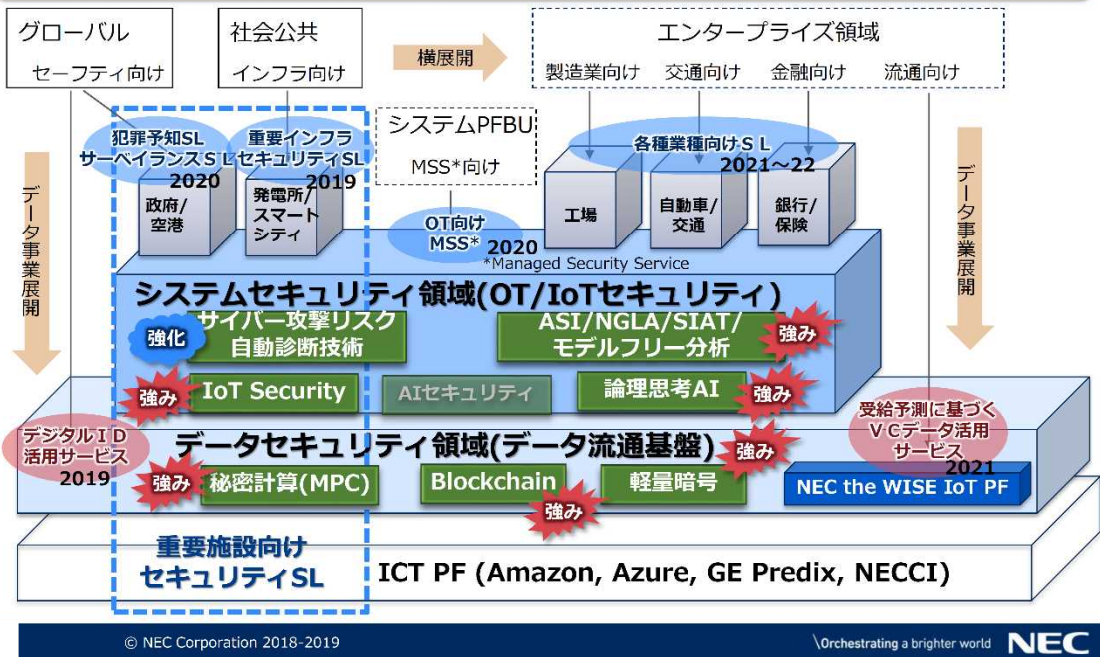 グローバル
セーフティ向け
社会公共
インフラ向け
横展開
エンタープライズ領域
製造業向け 交通向け 金融向け 流通向け
犯罪予知SL
サーベイランスＳＬ
2020
政府/
空港
重要インフラ
セキュリティSL
2019
発電所/
スマート
シティ
システムPFBU
MSS*向け
OT向け
MSS*
2020
*Managed Security Service
各種業種向けＳＬ
2021～22
工場
自動車/
交通
銀行/
保険
データ事業展開
データ事業展開
システムセキュリティ領域(OT/IoTセキュリティ)
強化
サイバー攻撃リスク
自動診断技術
ASI/NGLA/SIAT/
モデルフリー分析
強み
強み
IoT Security
AIセキュリティ
論理思考AI
強み
デジタルＩＤ
活用サービス
2019
データセキュリティ領域(データ流通基盤)
強み
秘密計算(MPC)
Blockchain
強み
軽量暗号
強み
受給予測に基づく
ＶＣデータ活用
サービス
2021
NEC the WISE IoT PF
重要施設向け
セキュリティSL
ICT PF (Amazon, Azure, GE Predix, NECCI)
© NEC Corporation 2018-2019
\Orchestrating a brighter world
NEC